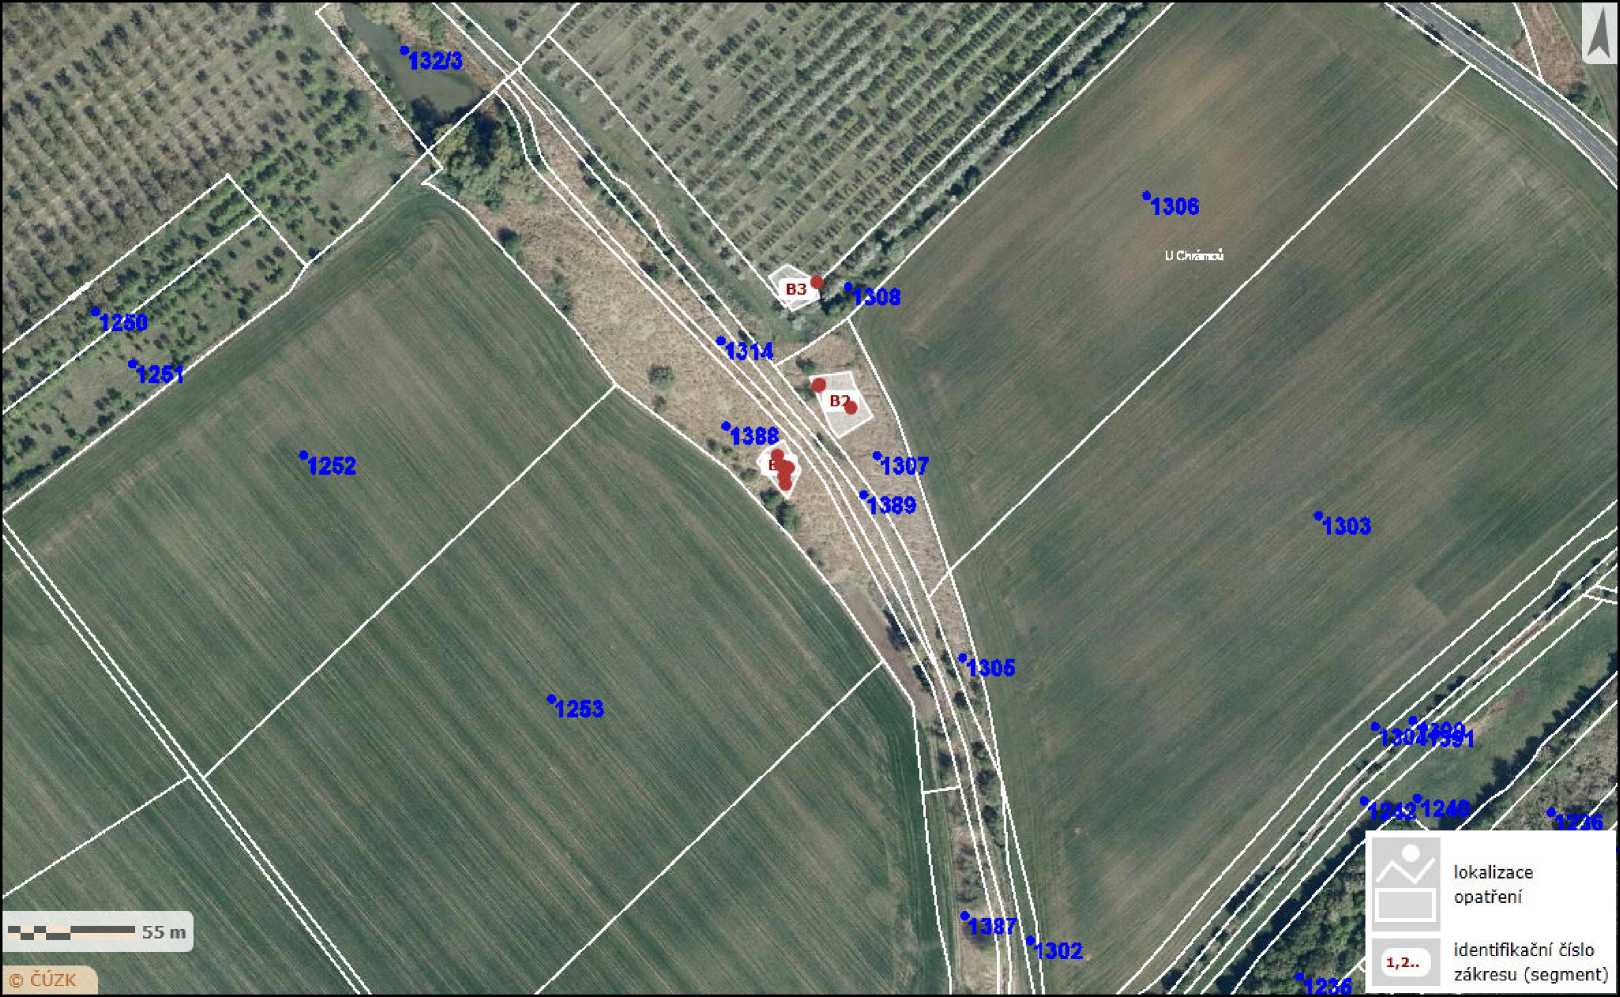 132/3
1306
U Chrámců
B3
1308
1250
1314
1251
B2
1388
1252
1307
1389
1303
1305
1253
1242
1387
1302
55 m
© ČÚZK
lokalizace
opatření
1,2..
identifikační číslo
zákresu (segment)